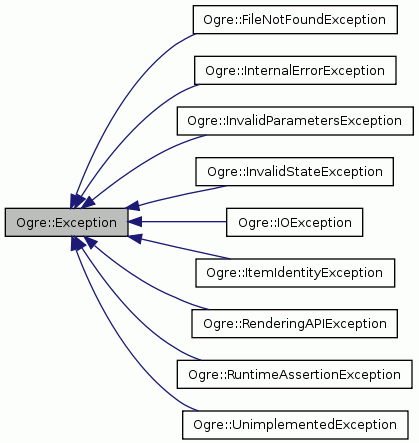 Ogre::FileNotFoundException
Ogre::InternalErrorException
Ogre::InvalidParametersException
Ogre::InvalidStateException
Ogre::Exception
Ogre::IOException
Ogre::ItemIdentityException
Ogre::RenderingAPIException
Ogre::RuntimeAssertionException
Ogre::UnimplementedException